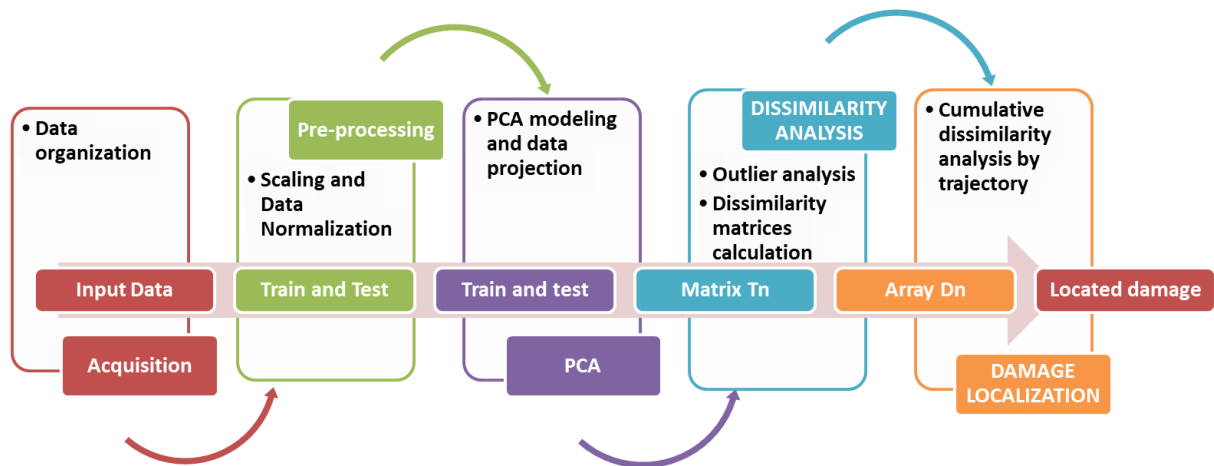 • Data
organization
Input Data
Acquisition
Pre-processing
• Scaling and
Data
Normalization
Train and Test
• PCA modeling
and data
projection
Train and test
PCA
DISSIMILARITY
ANALYSIS
• Outlier analysis
• Dissimilarity
matrices
calculation
Matrix Tn
• Cumulative
dissimilarity
analysis by
trajectory
Array Dn
DAMAGE
LOCALIZATION
Located damage